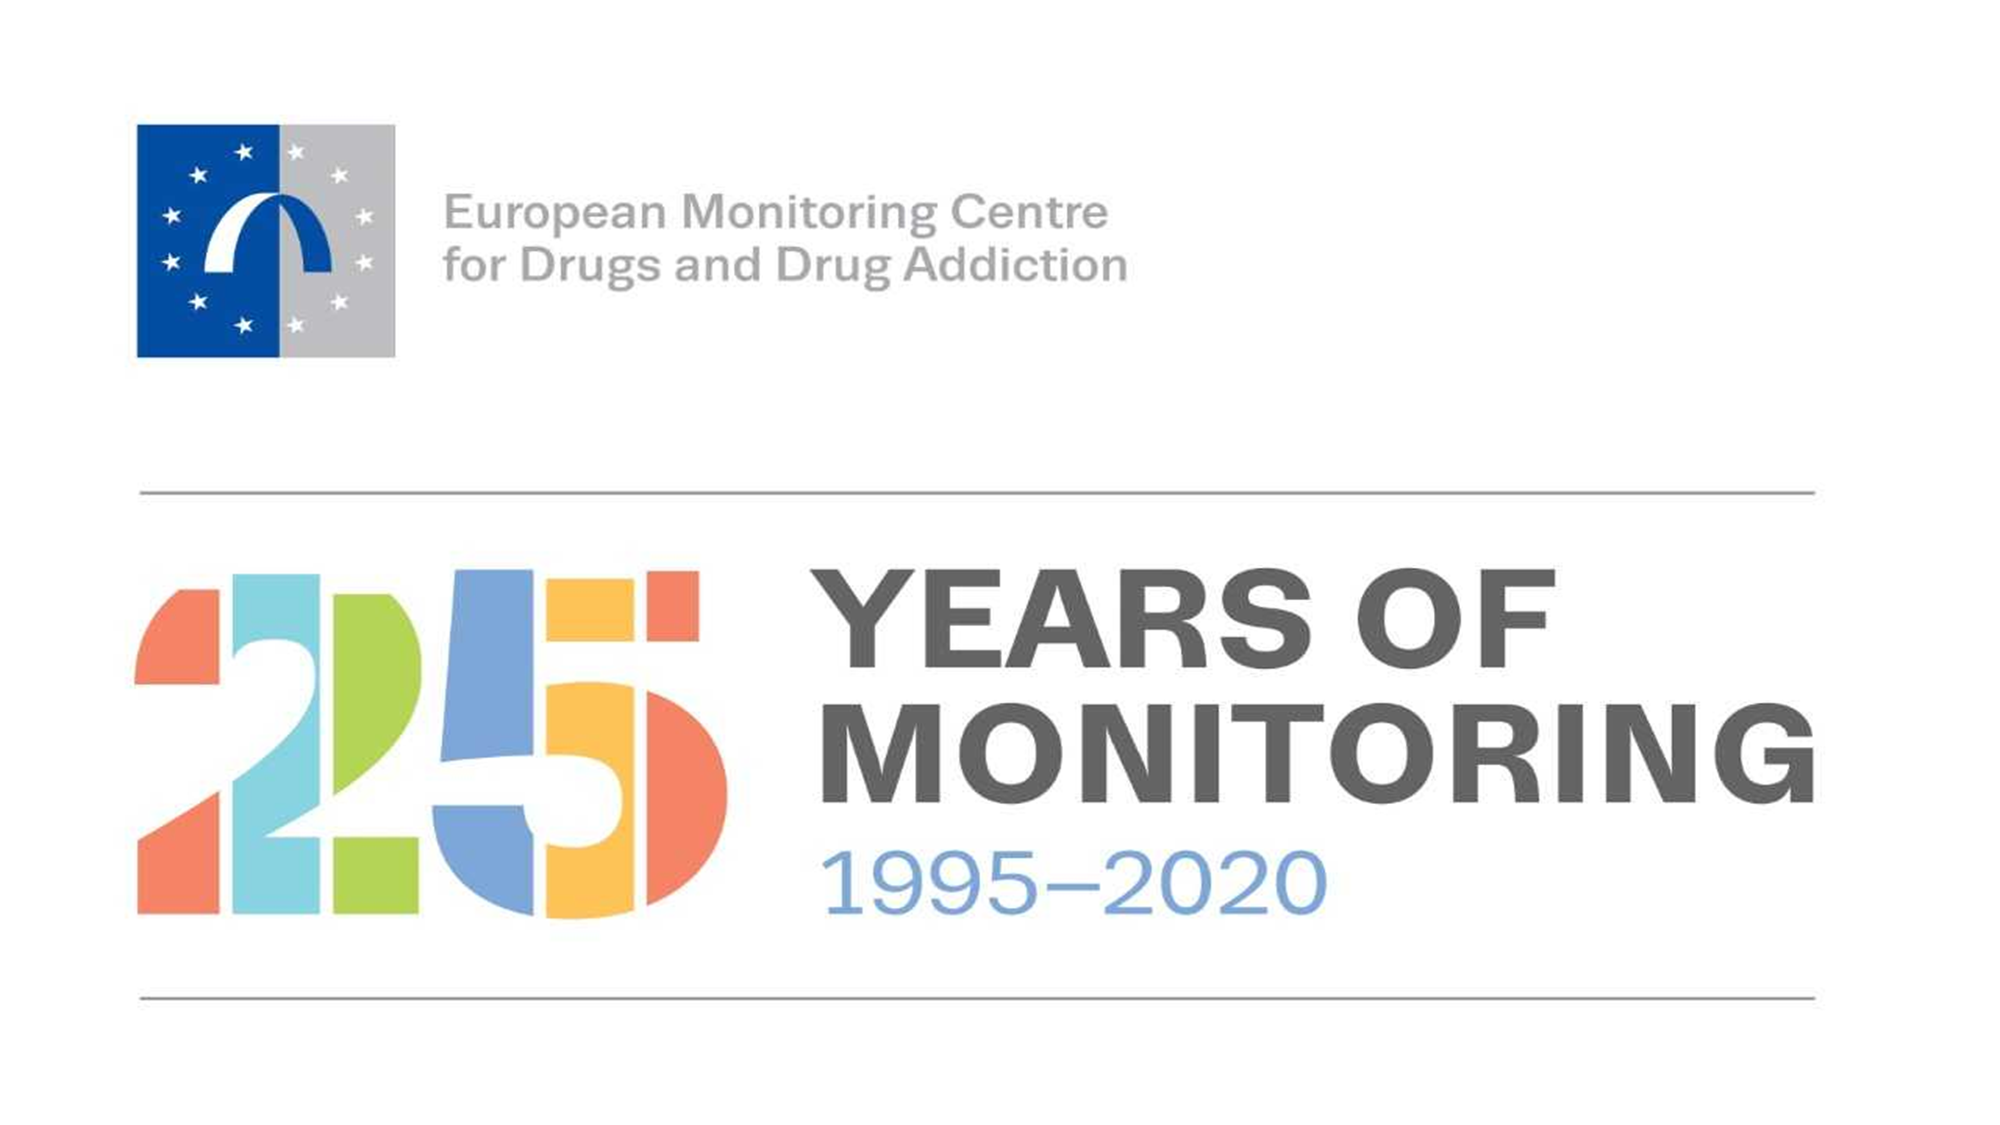 European Monitoring Centre
for Drugs and Drug Addiction
25 YEARS OF
MONITORING
1995–2020